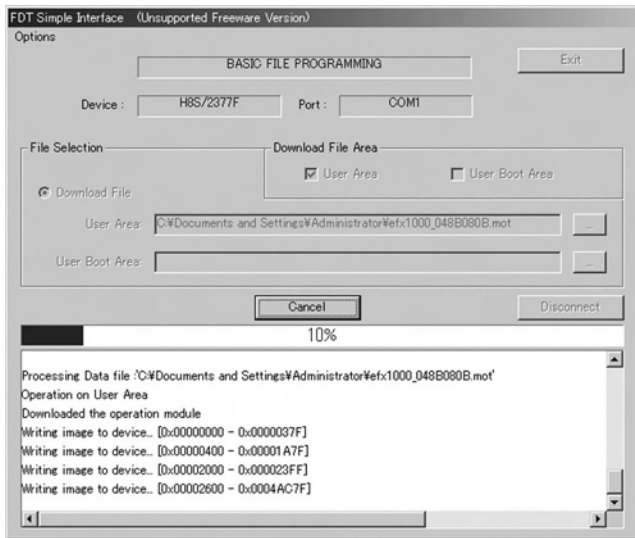 FDT Simple Interface (Unsupported Freeware Version)
Options
BASIC FILE PROGRAMMING
Exit
Device : H8S/2377F Port : COM1
File Selection
Download File Area
User Area User Boot Area
Download File
User Area: C:¥Documents and Settings¥Administrator¥efx1000_048B080B.mot ...
User Boot Area: ...
Cancel Disconnect
10%
Processing Data file :'C:¥Documents and Settings¥Administrator¥efx1000_048B080B.mot'
Operation on User Area
Downloaded the operation module
Writing image to device... [0x00000000 - 0x0000037F]
Writing image to device... [0x00000400 - 0x00001A7F]
Writing image to device... [0x00002000 - 0x000023FF]
Writing image to device... [0x00002600 - 0x0004AC7F]